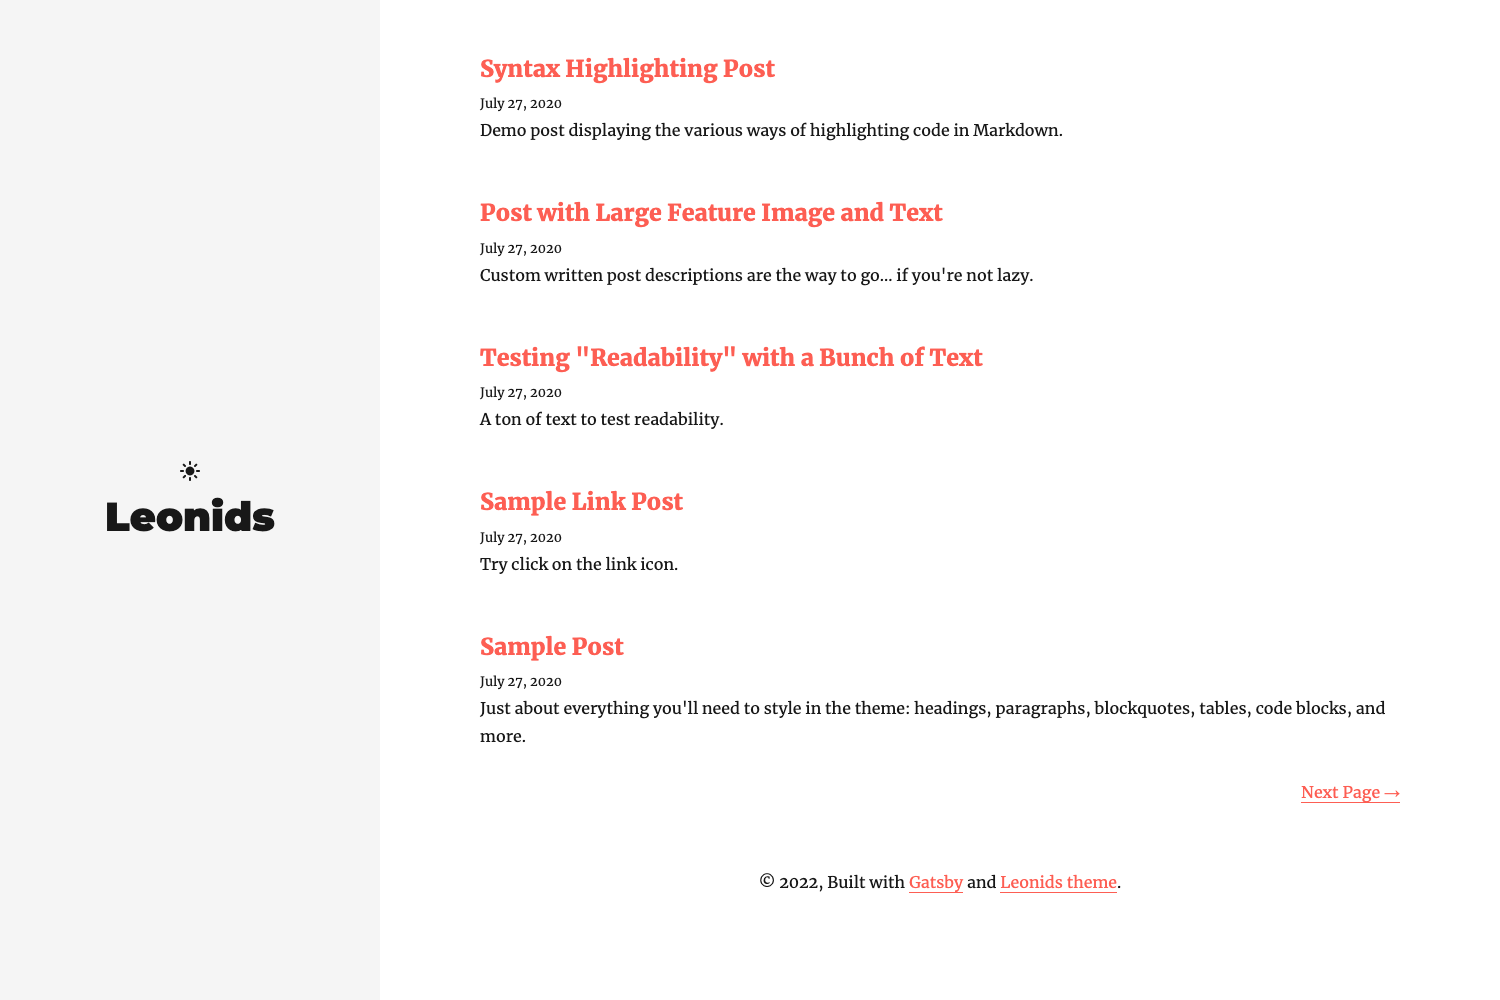 Leonids
Syntax Highlighting Post
July 27, 2020
Demo post displaying the various ways of highlighting code in Markdown.
Post with Large Feature Image and Text
July 27, 2020
Custom written post descriptions are the way to go... if you're not lazy.
Testing "Readability" with a Bunch of Text
July 27, 2020
A ton of text to test readability.
Sample Link Post
July 27, 2020
Try click on the link icon.
Sample Post
July 27, 2020
Just about everything you'll need to style in the theme: headings, paragraphs, blockquotes, tables, code blocks, and
more.
Next Page →
© 2022, Built with Gatsby and Leonids theme.